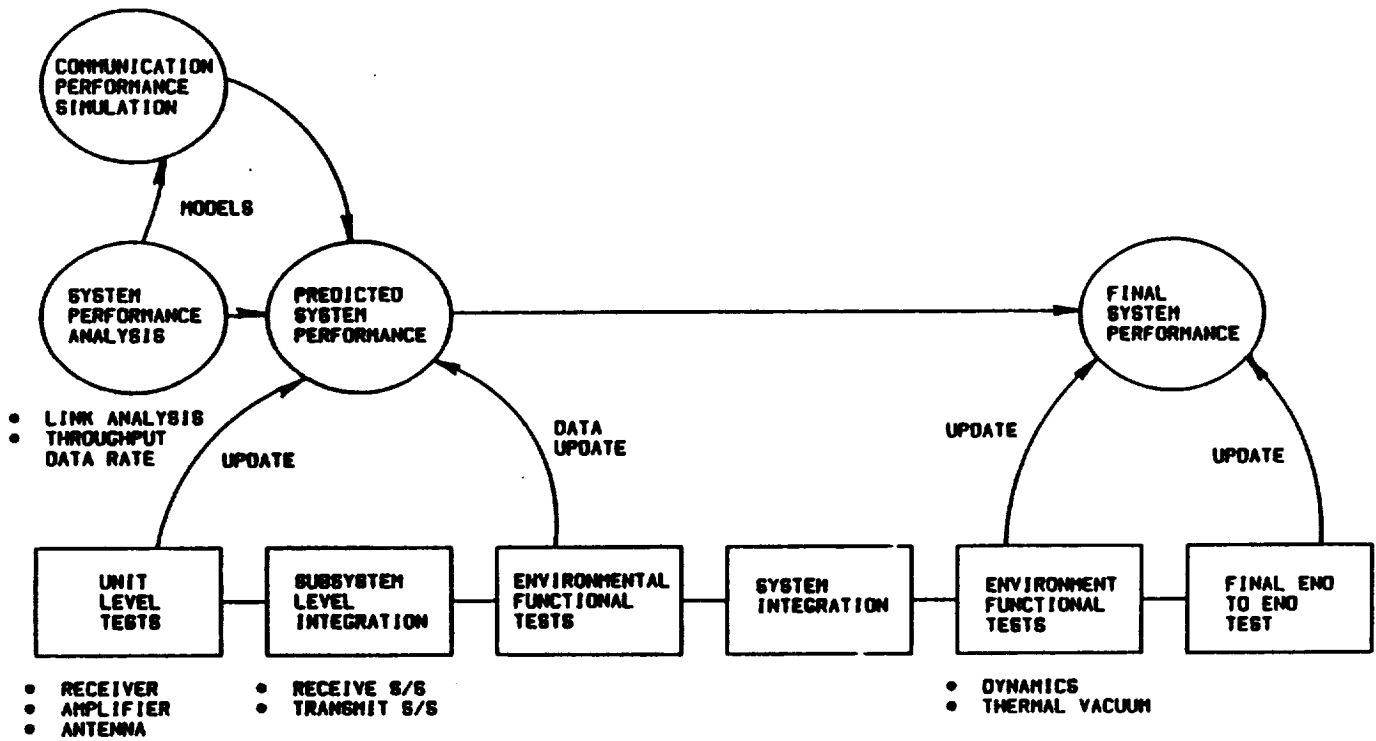 COMMUNICATION
PERFORMANCE
SIMULATION
MODELS
SYSTEM
PERFORMANCE
ANALYSIS
PREDICTED
SYSTEM
PERFORMANCE
FINAL
SYSTEM
PERFORMANCE
• LINK ANALYSIS
• THROUGHPUT
DATA RATE
UPDATE
DATA
UPDATE
UPDATE
UPDATE
UNIT
LEVEL
TESTS
SUBSYSTEM
LEVEL
INTEGRATION
ENVIRONMENTAL
FUNCTIONAL
TESTS
SYSTEM
INTEGRATION
ENVIRONMENT
FUNCTIONAL
TESTS
FINAL END
TO END
TEST
• RECEIVER
• AMPLIFIER
• ANTENNA
• RECEIVE S/S
• TRANSMIT S/S
• DYNAMICS
• THERMAL VACUUM